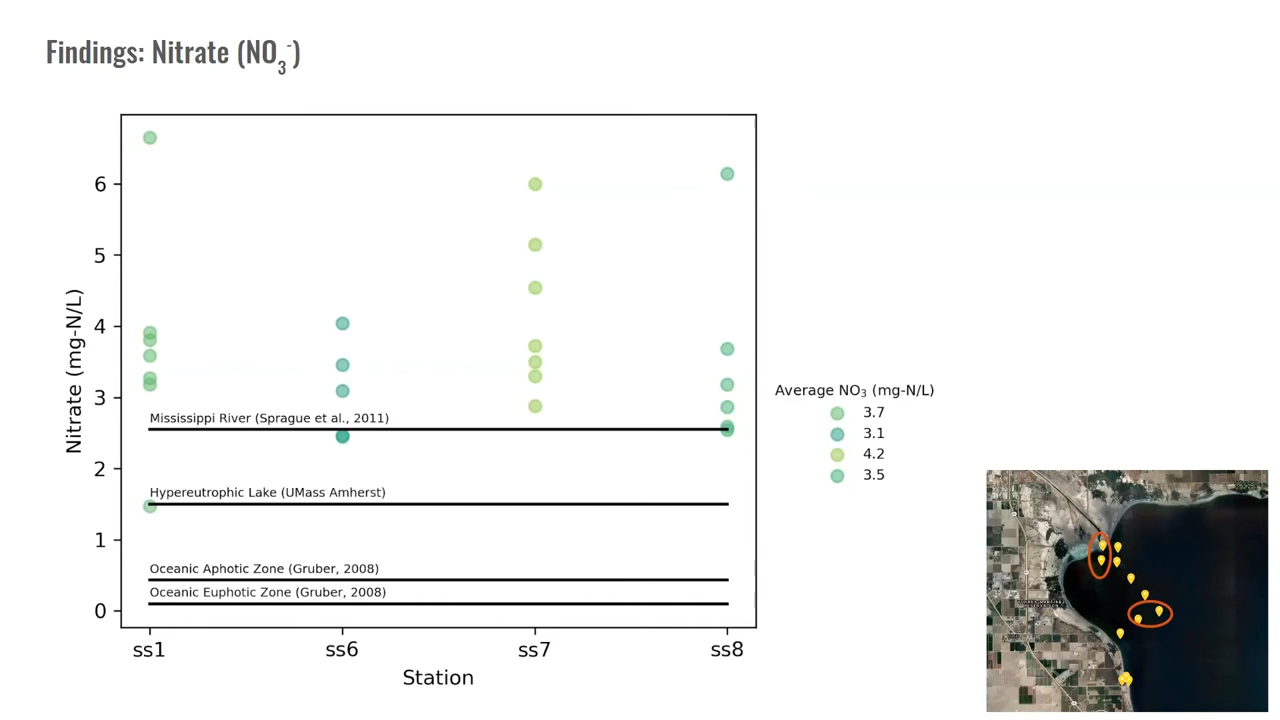 Findings: Nitrate (NO3-)
6
5
4
3
2
1
0
Nitrate (mg-N/L)
Mississippi River (Sprague et al., 2011)
Hypereutrophic Lake (UMass Amherst)
Oceanic Aphotic Zone (Gruber, 2008)
Oceanic Euphotic Zone (Gruber, 2008)
ss1
ss6
ss7
ss8
Station
Average NO3 (mg-N/L)
3.7
3.1
4.2
3.5